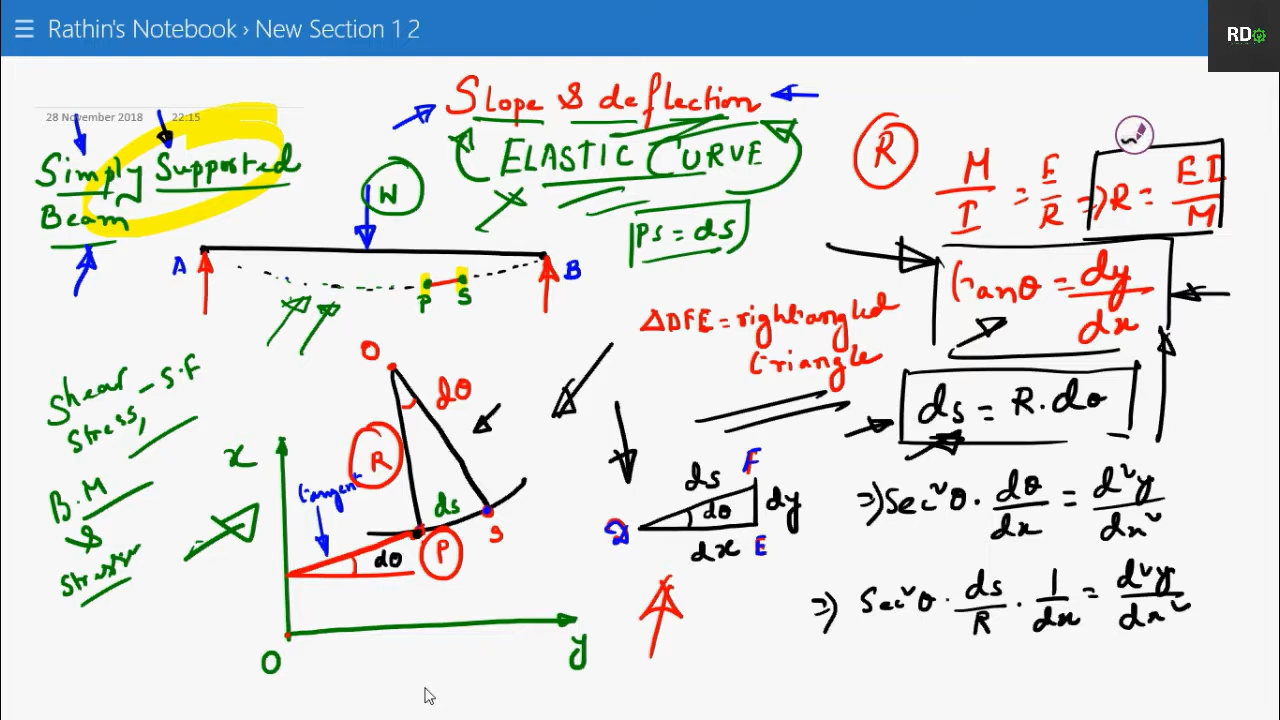 Rathin's Notebook › New Section 1 2
RD
28 November 2018 22:15
Slope & deflection
ELASTIC CURVE
Simply Supported
Beam
W
A
B
P S
PS = ds
R
M/I = E/R => R = EI/M
tanθ = dy/dx
ΔDFE = right-angled
triangle
ds = R.dθ
Shear - S.F
Stress,
B.M
&
Stress
O
dθ
R
x
tangent
ds
S
P
dθ
O
y
ds
F
dθ
dy
D
dx
E
=> Sec²θ . dθ/dx = d²y/dx²
=> Sec²θ . ds/R . 1/dx = d²y/dx²